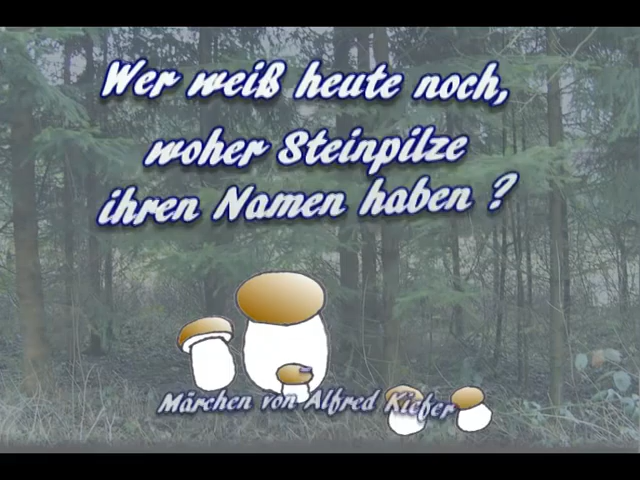 Wer weiß heute noch,
woher Steinpilze
ihren Namen haben ?
Märchen von Alfred Kiefer